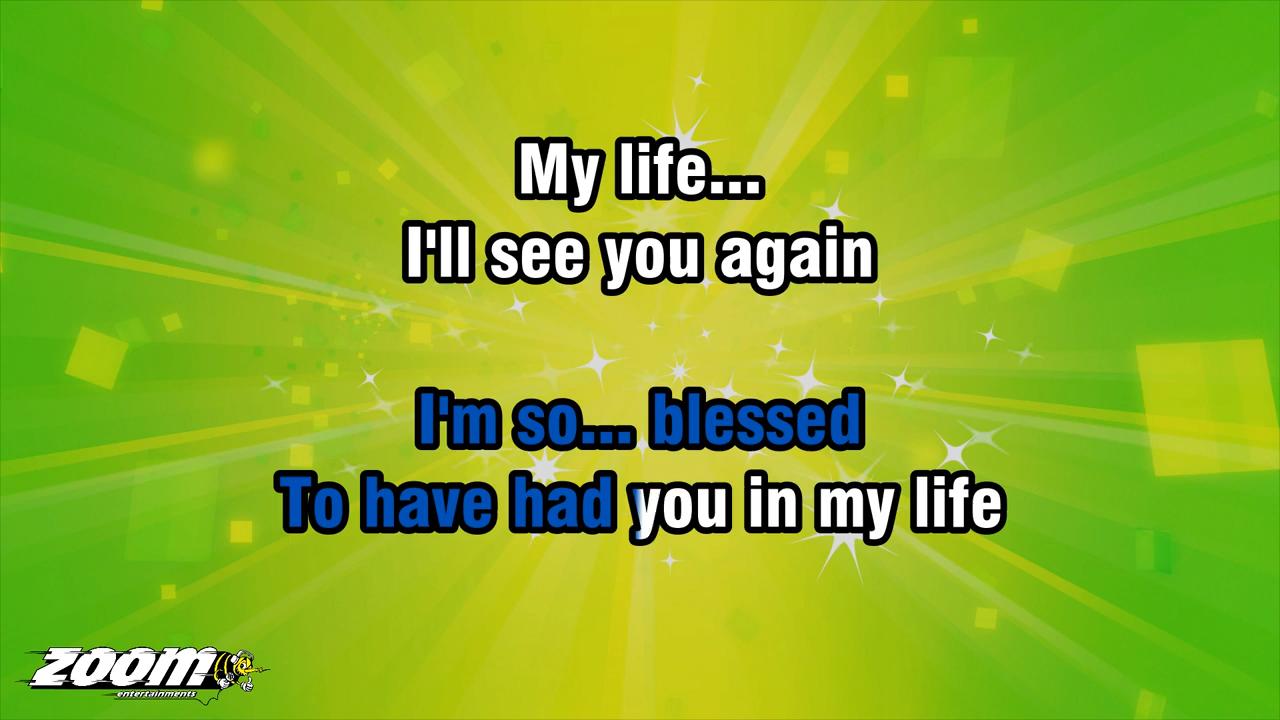 My life...
I'll see you again
I'm so... blessed
To have had you in my life
ZOOM
entertainments